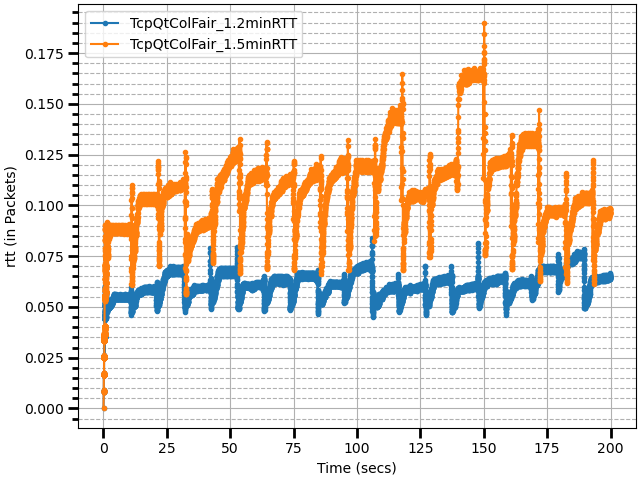 TcpQtColFair_1.2minRTT
TcpQtColFair_1.5minRTT
rtt (in Packets)
0.175
0.150
0.125
0.100
0.075
0.050
0.025
0.000
0 25 50 75 100 125 150 175 200
Time (secs)